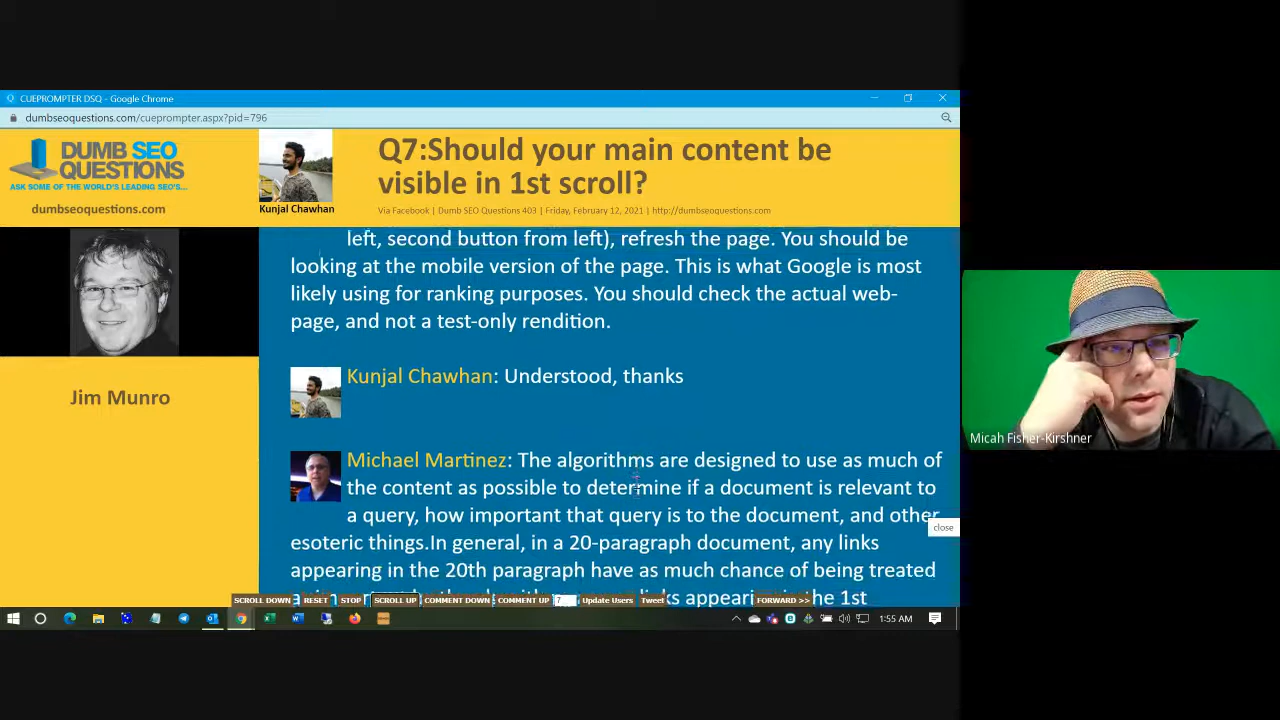 CUEPROMPTER DSQ - Google Chrome
dumbseoquestions.com/cueprompter.aspx?pid=796
DUMB SEO
QUESTIONS
ASK SOME OF THE WORLD'S LEADING SEO'S...
dumbseoquestions.com
Kunjal Chawhan
Q7:Should your main content be
visible in 1st scroll?
Via Facebook | Dumb SEO Questions 403 | Friday, February 12, 2021 | http://dumbseoquestions.com
Jim Munro
left, second button from left), refresh the page. You should be
looking at the mobile version of the page. This is what Google is most
likely using for ranking purposes. You should check the actual web-
page, and not a test-only rendition.
Kunjal Chawhan: Understood, thanks
Michael Martinez: The algorithms are designed to use as much of
the content as possible to determine if a document is relevant to
a query, how important that query is to the document, and other
esoteric things.In general, in a 20-paragraph document, any links
appearing in the 20th paragraph have as much chance of being treated
links appearing in the 1st
close
SCROLL DOWN RESET STOP SCROLL UP COMMENT DOWN COMMENT UP 7 Update Users Tweet FORWARD >>
1:55 AM
Micah Fisher-Kirshner